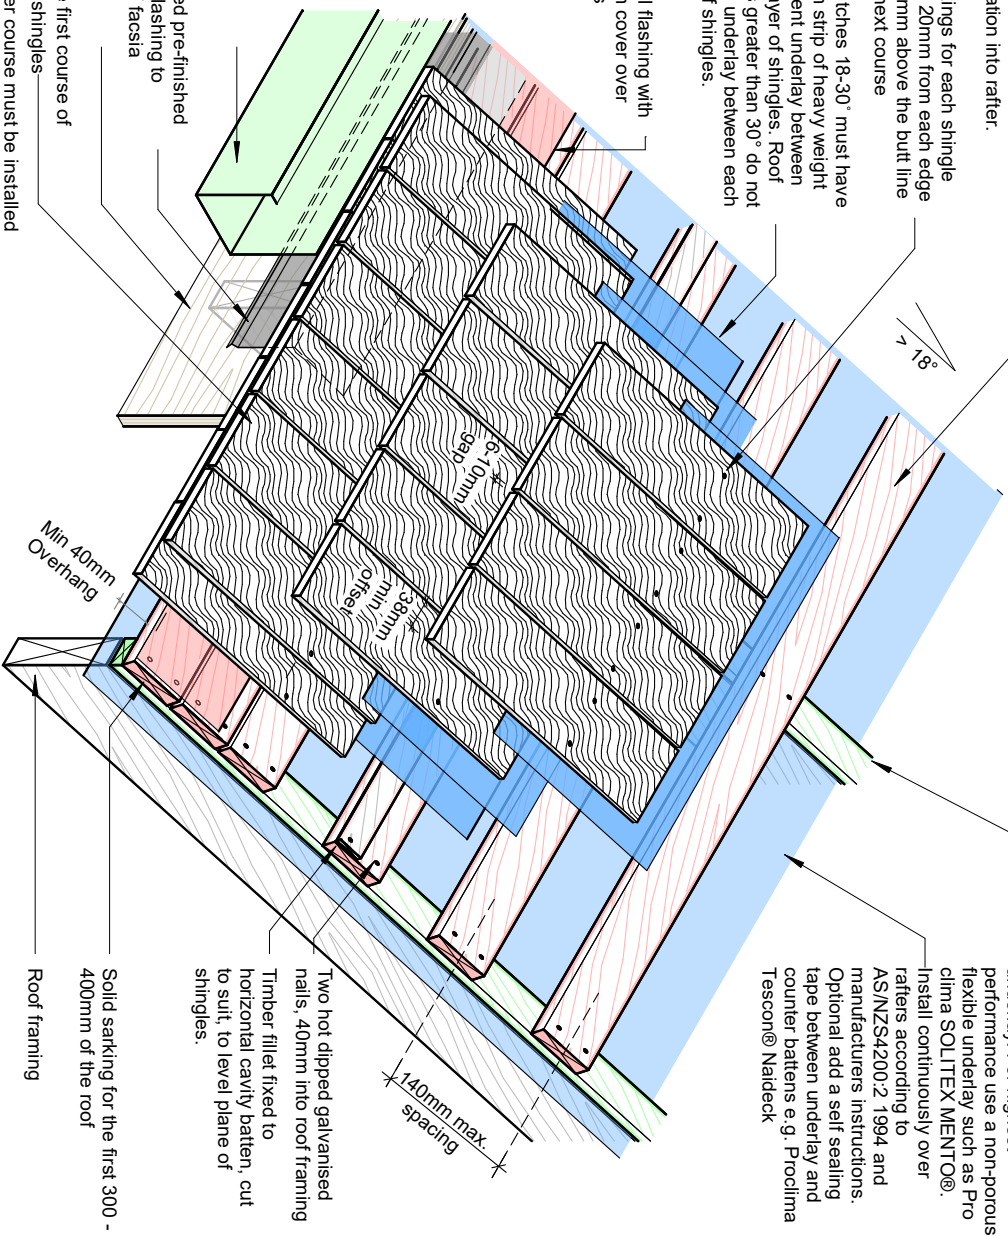 ation into rafter.
ings for each shingle
20mm from each edge
mm above the butt line
next course
tches 18-30° must have
strip of heavy weight
ent underlay between
ayer of shingles. Roof
s greater than 30° do not
underlay between each
f shingles.
l flashing with
cover over
ed pre-finished
lashing to
facsia
first course of
shingles
er course must be installed
> 18°
6-10mm
gap
38mm
min
offset
Min 40mm
Overhang
140mm max.
spacing
performance use a non-porous
flexible underlay such as Pro
clima SOLITEX MENTO®.
Install continuously over
rafters according to
AS/NZS4200:2 1994 and
manufacturers instructions.
Optional add a self sealing
tape between underlay and
counter battens e.g. Proclima
Tescon® Naideck
Two hot dipped galvanised
nails, 40mm into roof framing
Timber fillet fixed to
horizontal cavity batten, cut
to suit, to level plane of
shingles.
Solid sarking for the first 300 -
400mm of the roof
Roof framing